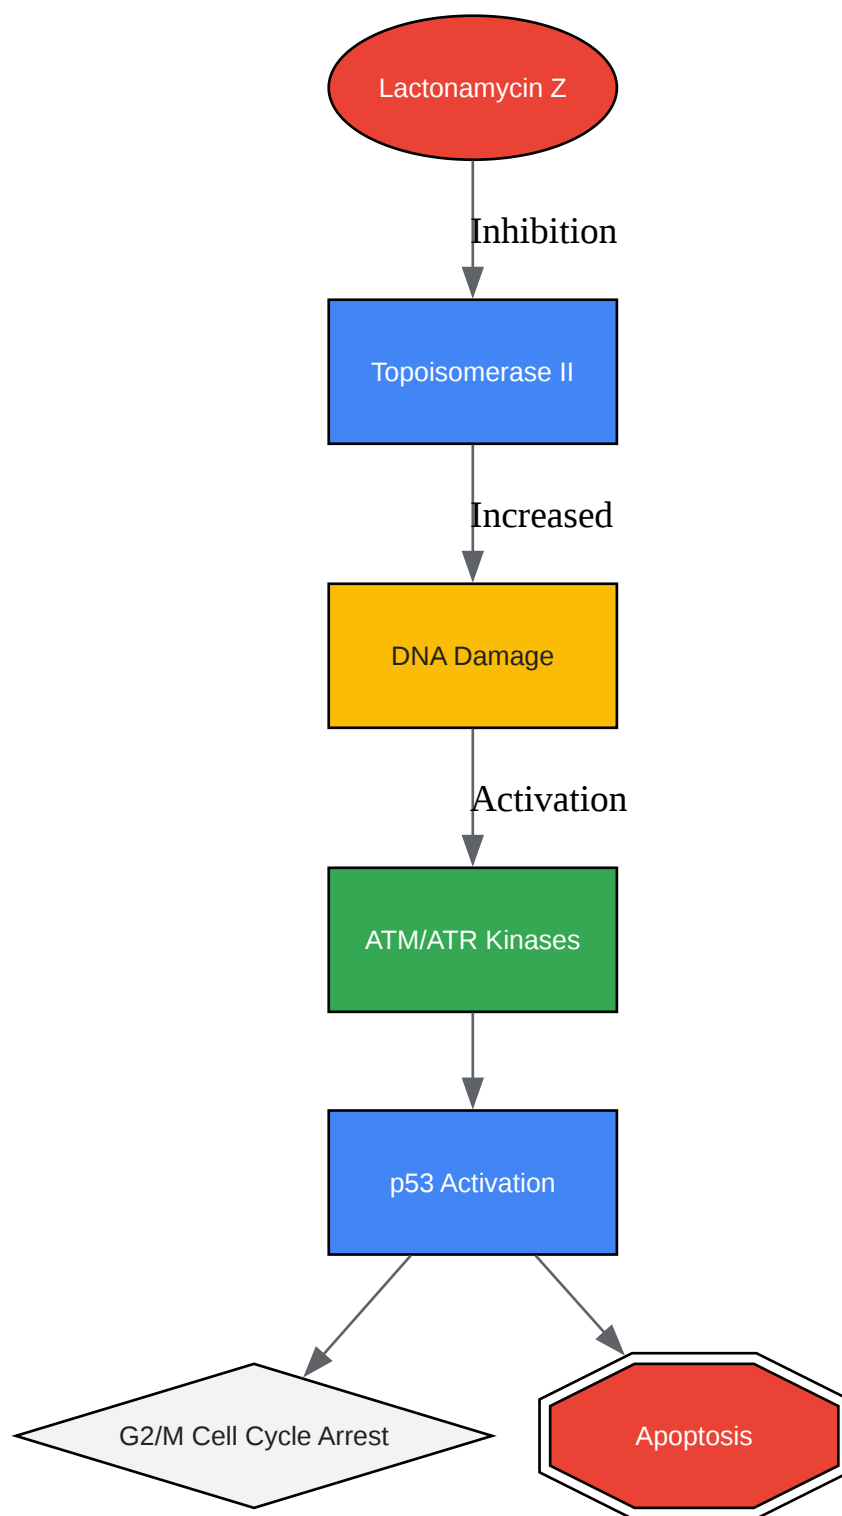 Lactonamycin Z
Inhibition
Topoisomerase II
Increased
DNA Damage
Activation
ATM/ATR Kinases
p53 Activation
G2/M Cell Cycle Arrest
Apoptosis